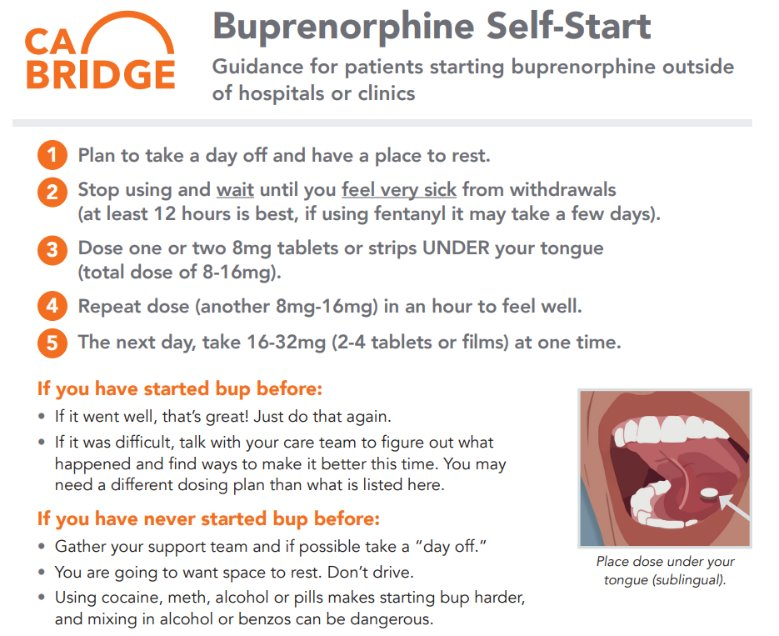 CA
BRIDGE
Buprenorphine Self-Start
Guidance for patients starting buprenorphine outside
of hospitals or clinics
1 Plan to take a day off and have a place to rest.
2 Stop using and wait until you feel very sick from withdrawals
(at least 12 hours is best, if using fentanyl it may take a few days).
3 Dose one or two 8mg tablets or strips UNDER your tongue
(total dose of 8-16mg).
4 Repeat dose (another 8mg-16mg) in an hour to feel well.
5 The next day, take 16-32mg (2-4 tablets or films) at one time.
If you have started bup before:
• If it went well, that's great! Just do that again.
• If it was difficult, talk with your care team to figure out what
happened and find ways to make it better this time. You may
need a different dosing plan than what is listed here.
If you have never started bup before:
• Gather your support team and if possible take a “day off.”
• You are going to want space to rest. Don't drive.
• Using cocaine, meth, alcohol or pills makes starting bup harder,
and mixing in alcohol or benzos can be dangerous.
Place dose under your
tongue (sublingual).